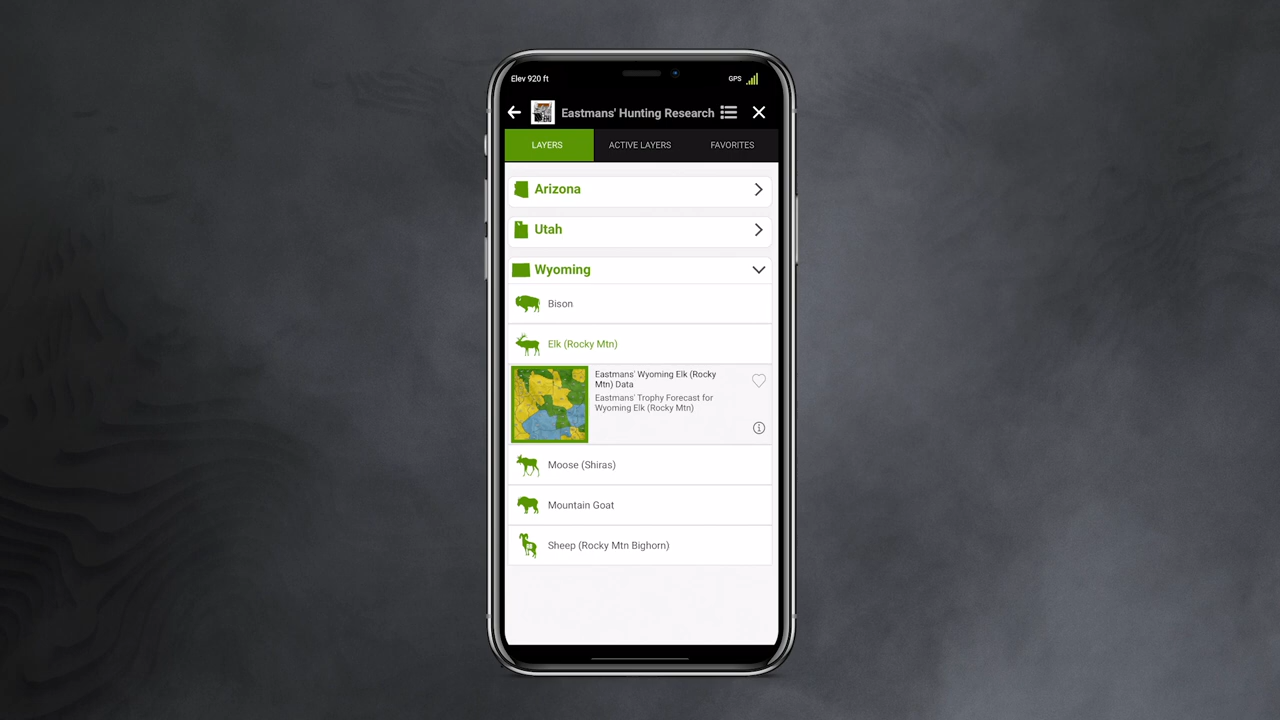 Elev 920 ft
GPS
Eastmans' Hunting Research
LAYERS
ACTIVE LAYERS
FAVORITES
Arizona
Utah
Wyoming
Bison
Elk (Rocky Mtn)
Eastmans' Wyoming Elk (Rocky
Mtn) Data
Eastmans' Trophy Forecast for
Wyoming Elk (Rocky Mtn)
Moose (Shiras)
Mountain Goat
Sheep (Rocky Mtn Bighorn)